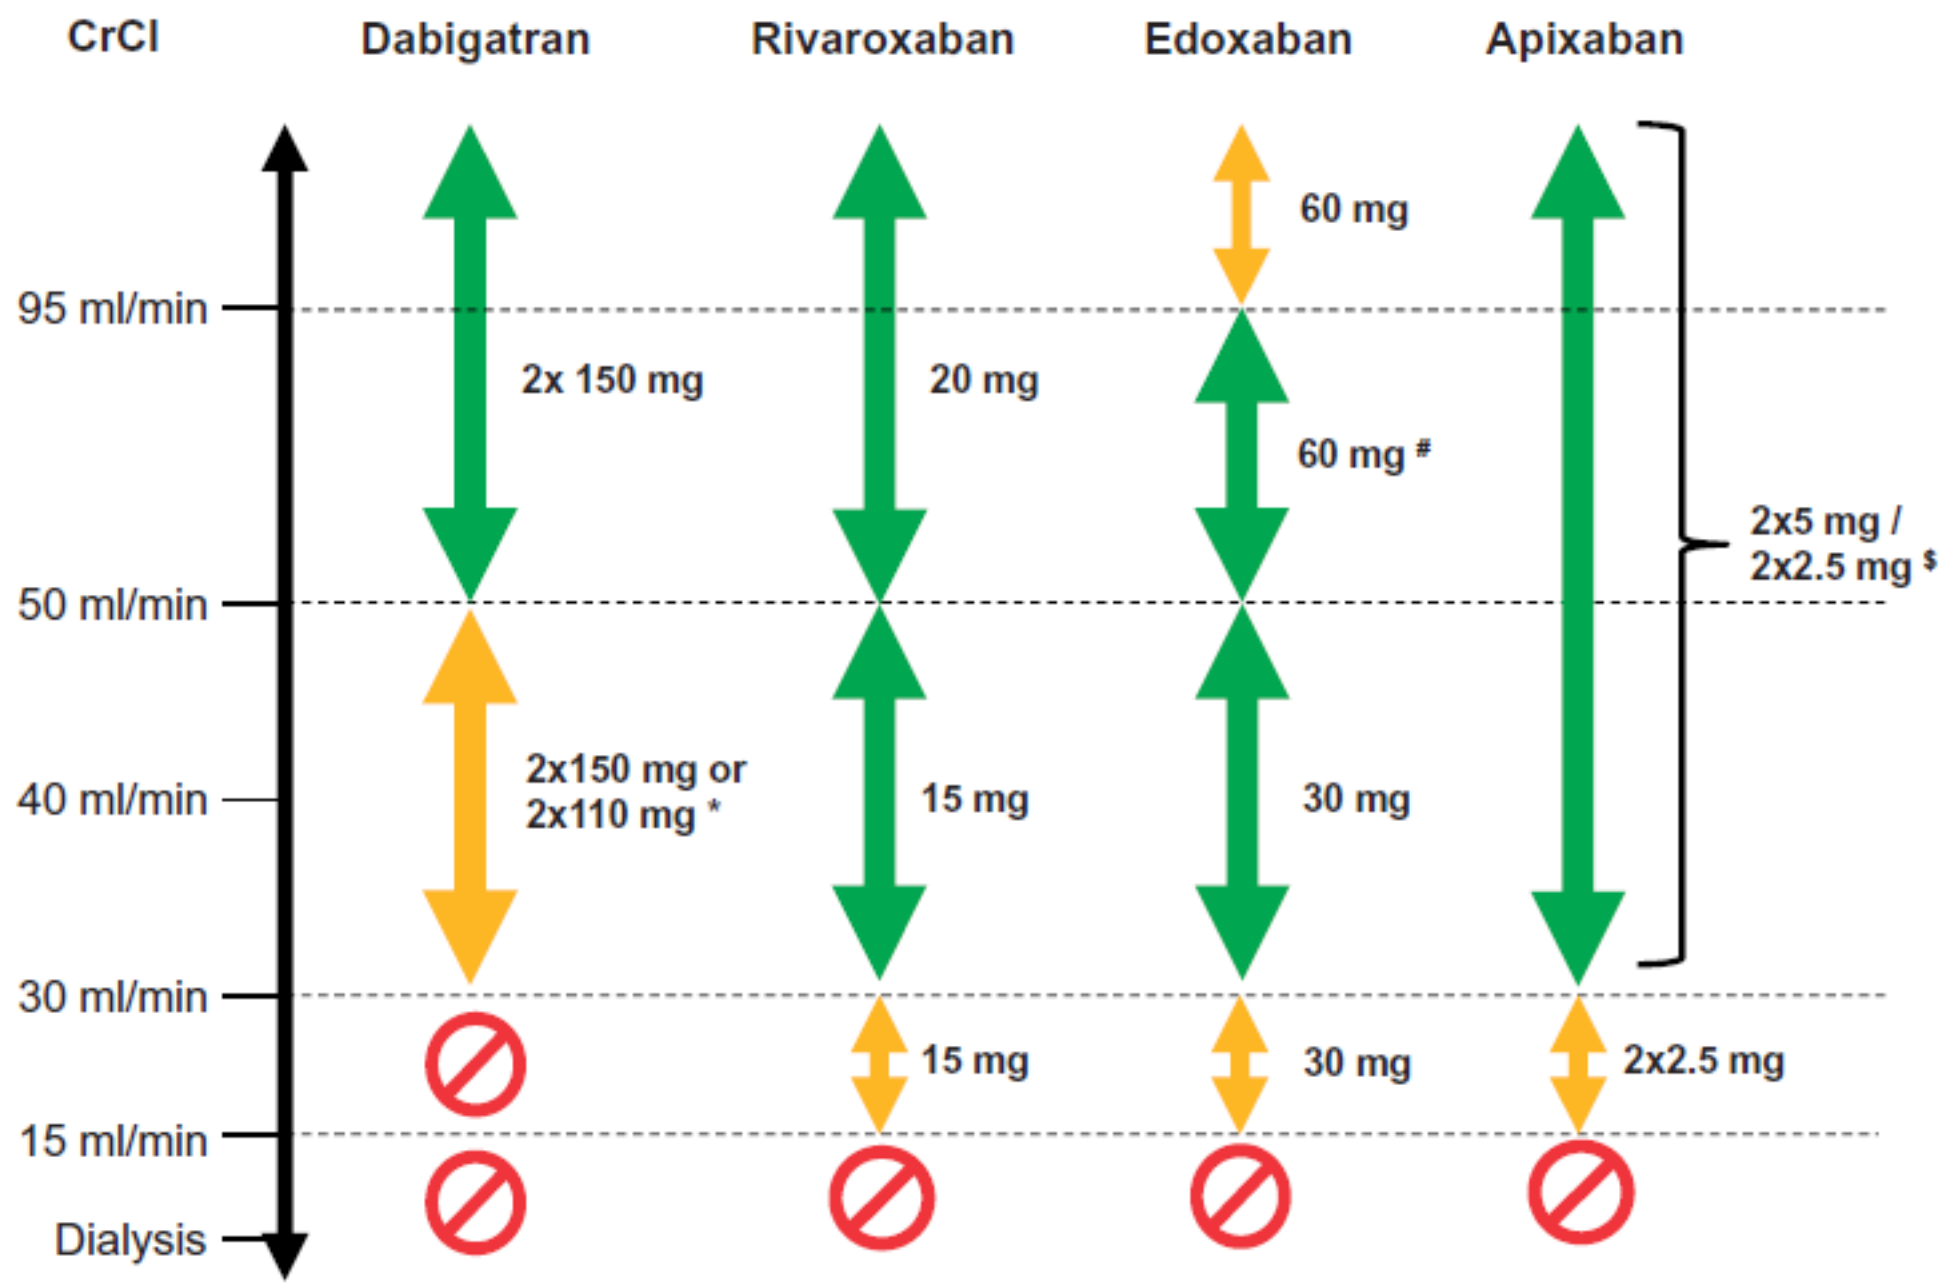 CrCl Dabigatran Rivaroxaban Edoxaban Apixaban
60 mg
95 ml/min
2x 150 mg 20 mg
60 mg #
2x5 mg /
2x2.5 mg $
50 ml/min
2x150 mg or
2x110 mg *
40 ml/min 15 mg 30 mg
30 ml/min
15 mg 30 mg 2x2.5 mg
15 ml/min
Dialysis